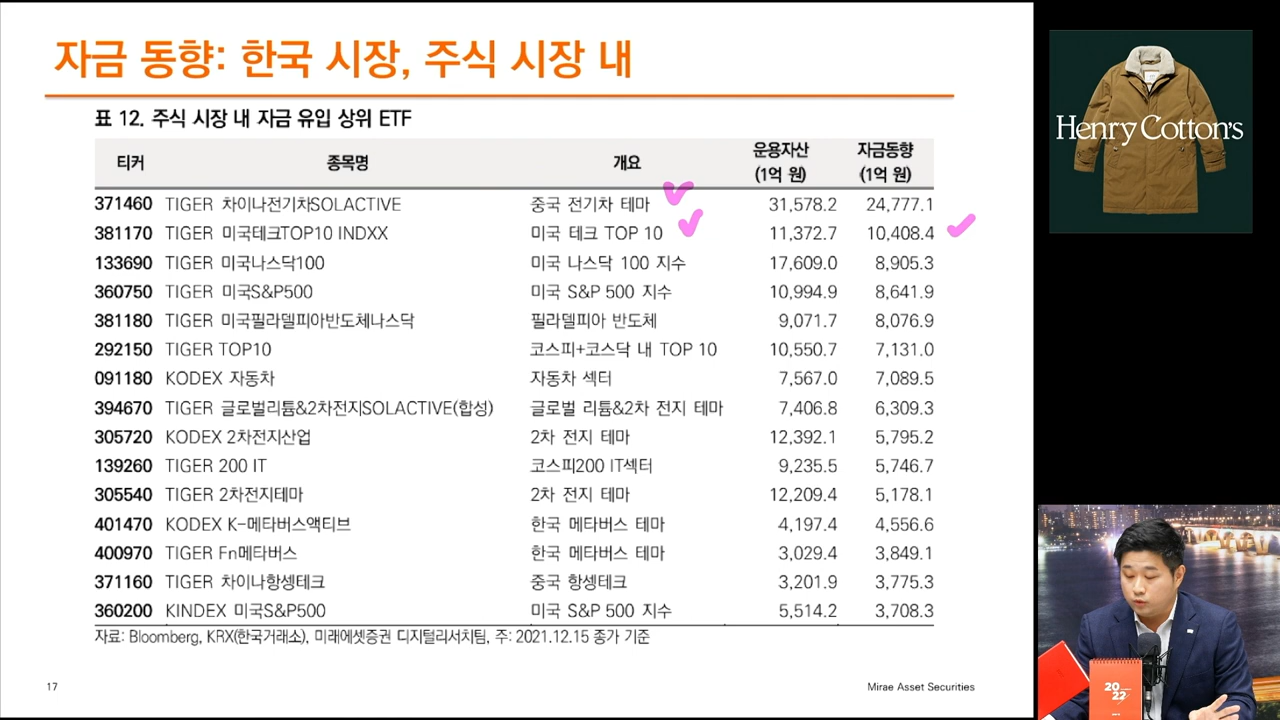 자금 동향: 한국 시장, 주식 시장 내
표 12. 주식 시장 내 자금 유입 상위 ETF
티커 종목명 개요 운용자산 (1억 원) 자금동향 (1억 원)
371460 TIGER 차이나전기차SOLACTIVE 중국 전기차 테마 31,578.2 24,777.1
381170 TIGER 미국테크TOP10 INDXX 미국 테크 TOP 10 11,372.7 10,408.4
133690 TIGER 미국나스닥100 미국 나스닥 100 지수 17,609.0 8,905.3
360750 TIGER 미국S&P500 미국 S&P 500 지수 10,994.9 8,641.9
381180 TIGER 미국필라델피아반도체나스닥 필라델피아 반도체 9,071.7 8,076.9
292150 TIGER TOP10 코스피+코스닥 내 TOP 10 10,550.7 7,131.0
091180 KODEX 자동차 자동차 섹터 7,567.0 7,089.5
394670 TIGER 글로벌리튬&2차전지SOLACTIVE(합성) 글로벌 리튬&2차 전지 테마 7,406.8 6,309.3
305720 KODEX 2차전지산업 2차 전지 테마 12,392.1 5,795.2
139260 TIGER 200 IT 코스피200 IT섹터 9,235.5 5,746.7
305540 TIGER 2차전지테마 2차 전지 테마 12,209.4 5,178.1
401470 KODEX K-메타버스액티브 한국 메타버스 테마 4,197.4 4,556.6
400970 TIGER Fn메타버스 한국 메타버스 테마 3,029.4 3,849.1
371160 TIGER 차이나항셍테크 중국 항셍테크 3,201.9 3,775.3
360200 KINDEX 미국S&P500 미국 S&P 500 지수 5,514.2 3,708.3
자료: Bloomberg, KRX(한국거래소), 미래에셋증권 디지털리서치팀, 주: 2021.12.15 종가 기준
17
Mirae Asset Securities
Henry Cotton's
20
22